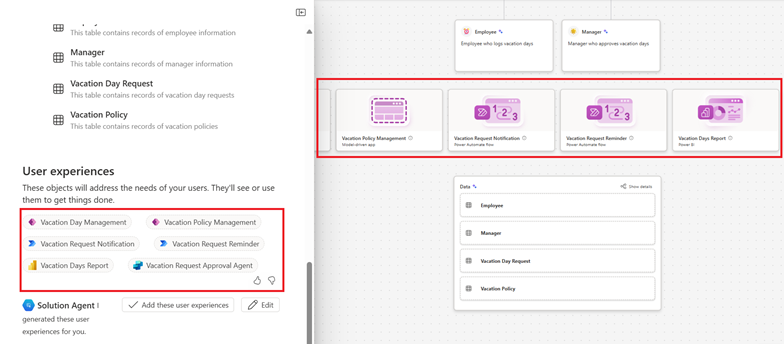 This table contains records of employee information
Manager
This table contains records of manager information
Vacation Day Request
This table contains records of vacation day requests
Vacation Policy
This table contains records of vacation policies
User experiences
These objects will address the needs of your users. They'll see or use
them to get things done.
Vacation Day Management
Vacation Policy Management
Vacation Request Notification
Vacation Request Reminder
Vacation Days Report
Vacation Request Approval Agent
Solution Agent I
generated these user
experiences for you.
Add these user experiences
Edit
Employee
Employee who logs vacation days
Manager
Manager who approves vacation days
Vacation Policy Management
Model-driven app
Vacation Request Notification
Power Automate flow
Vacation Request Reminder
Power Automate flow
Vacation Days Report
Power BI
Data
Show details
Employee
Manager
Vacation Day Request
Vacation Policy